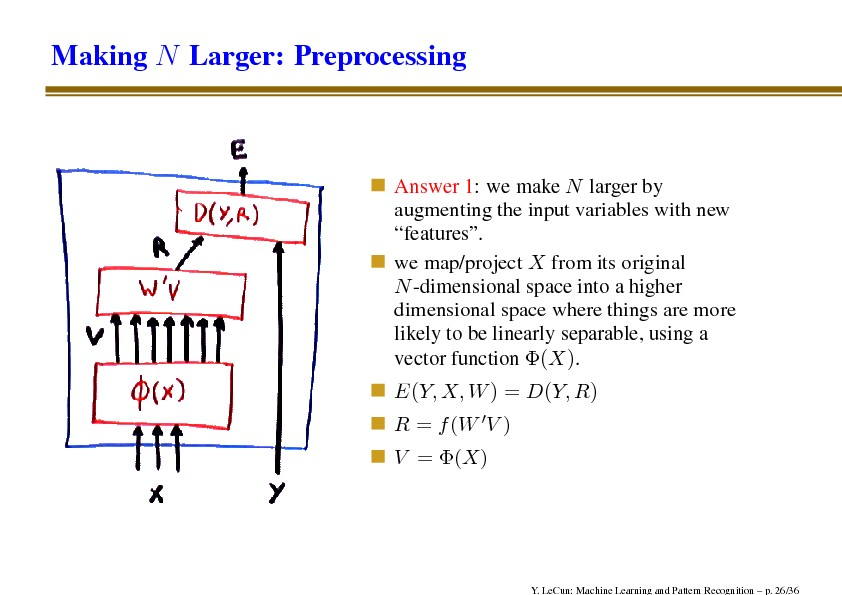 Making N Larger: Preprocessing
E
D(Y,R)
R
W'V
V
ϕ(x)
X
Y
Answer 1: we make N larger by
augmenting the input variables with new
“features”.
we map/project X from its original
N-dimensional space into a higher
dimensional space where things are more
likely to be linearly separable, using a
vector function Φ(X).
E(Y, X, W) = D(Y, R)
R = f(W′V)
V = Φ(X)
Y. LeCun: Machine Learning and Pattern Recognition – p. 26/36